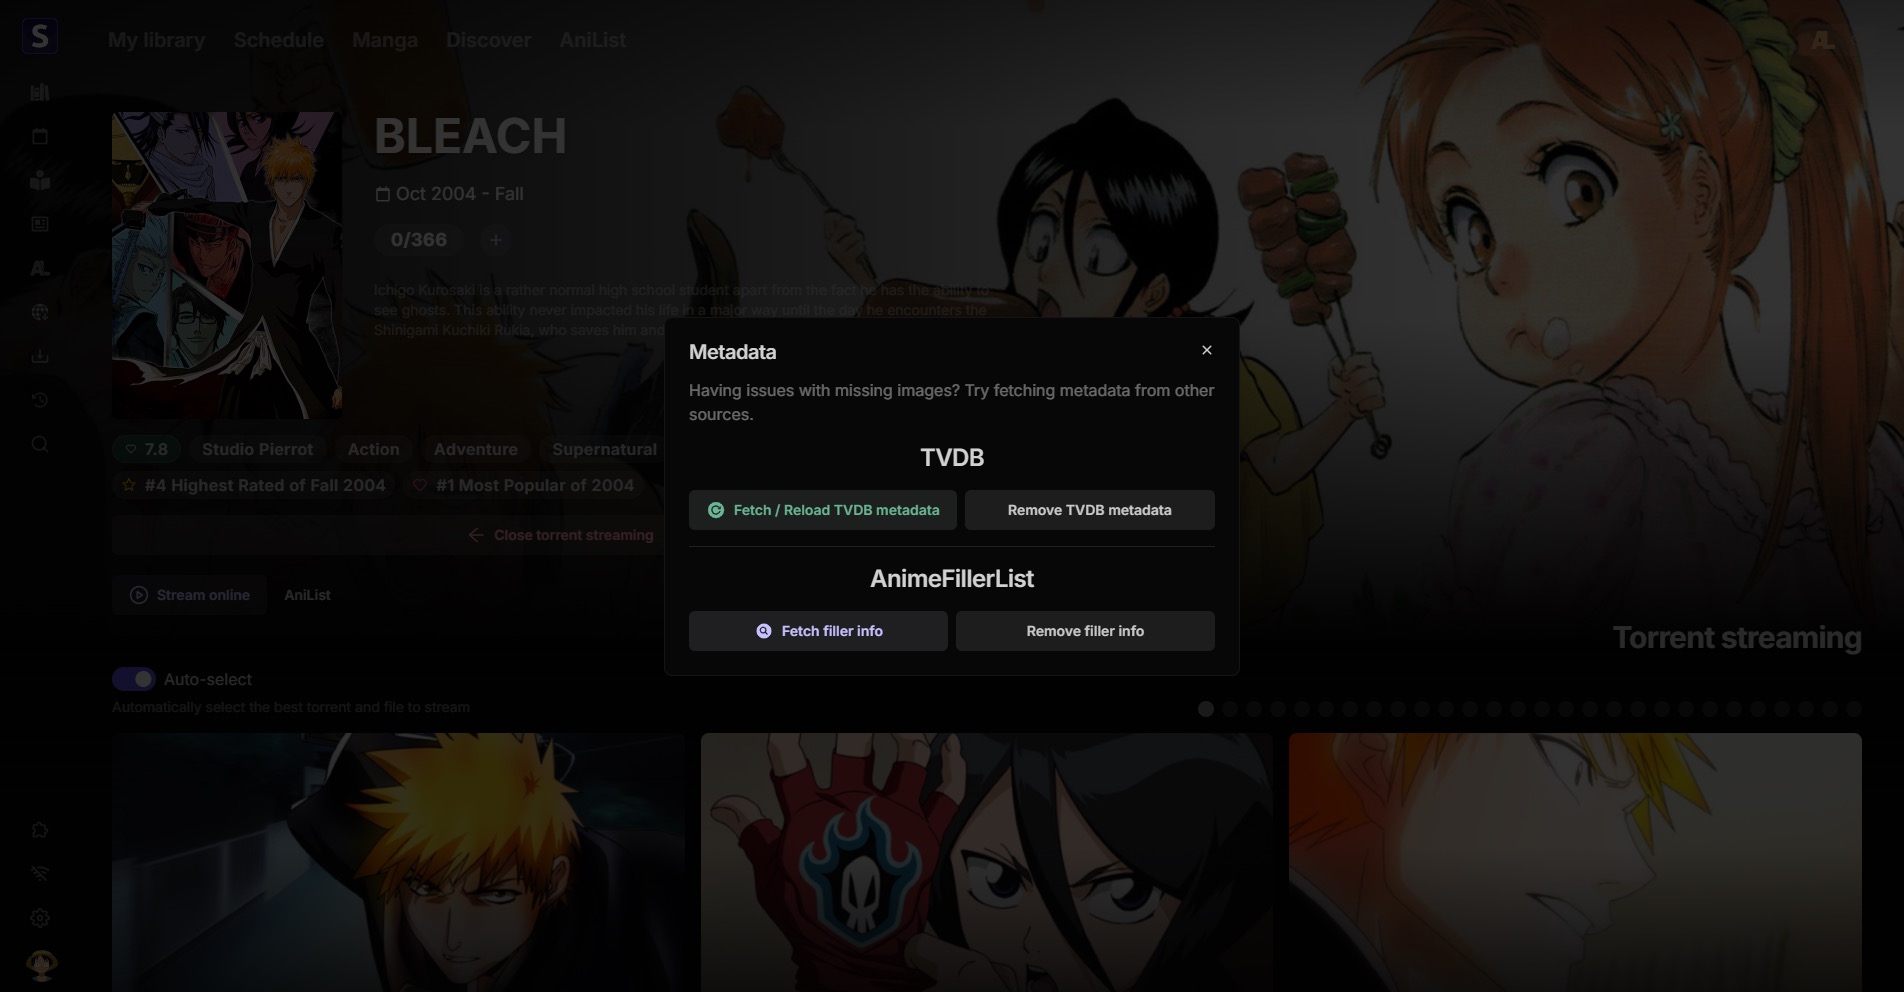 S
My library Schedule Manga Discover AniList
AL
BLEACH
Oct 2004 - Fall
0/366
Ichigo Kurosaki is a rather normal high school student apart from the fact he has the ability to
see ghosts. This ability never impacted his life in a major way until the day he encounters the
Shinigami Kuchiki Rukia, who saves him and
7.8 Studio Pierrot Action Adventure Supernatural
#4 Highest Rated of Fall 2004 #1 Most Popular of 2004
Close torrent streaming
Stream online AniList
Metadata
Having issues with missing images? Try fetching metadata from other
sources.
TVDB
Fetch / Reload TVDB metadata Remove TVDB metadata
AnimeFillerList
Fetch filler info Remove filler info
Torrent streaming
Auto-select
Automatically select the best torrent and file to stream